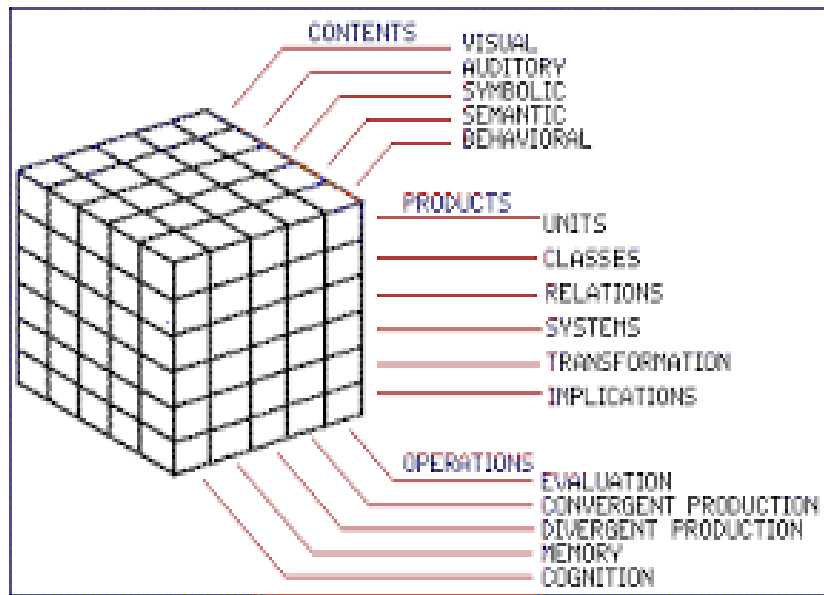 CONTENTS
VISUAL
AUDITORY
SYMBOLIC
SEMANTIC
BEHAVIORAL
PRODUCTS
UNITS
CLASSES
RELATIONS
SYSTEMS
TRANSFORMATION
IMPLICATIONS
OPERATIONS
EVALUATION
CONVERGENT PRODUCTION
DIVERGENT PRODUCTION
MEMORY
COGNITION